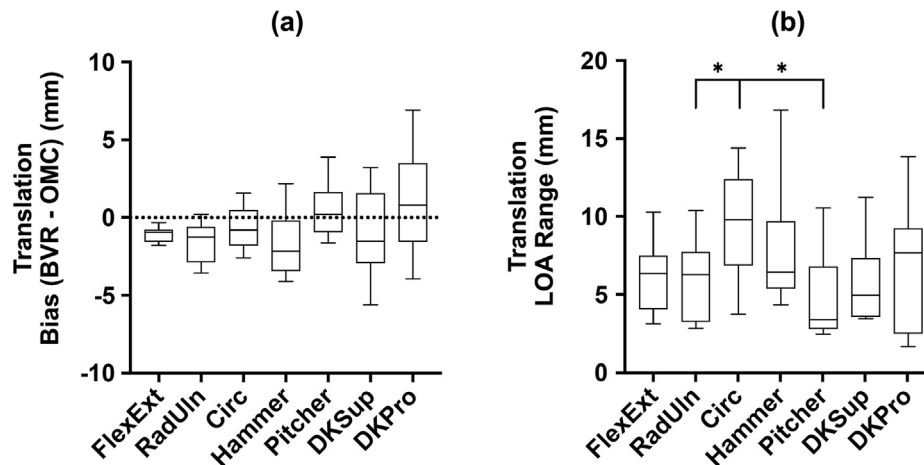 (a)
Translation
Bias (BVR - OMC) (mm)
10
5
0
-5
-10
FlexExt
RadUln
Circ
Hammer
Pitcher
DKSup
DKPro
(b)
Translation
LOA Range (mm)
20
15
10
5
0
* *
FlexExt
RadUln
Circ
Hammer
Pitcher
DKSup
DKPro